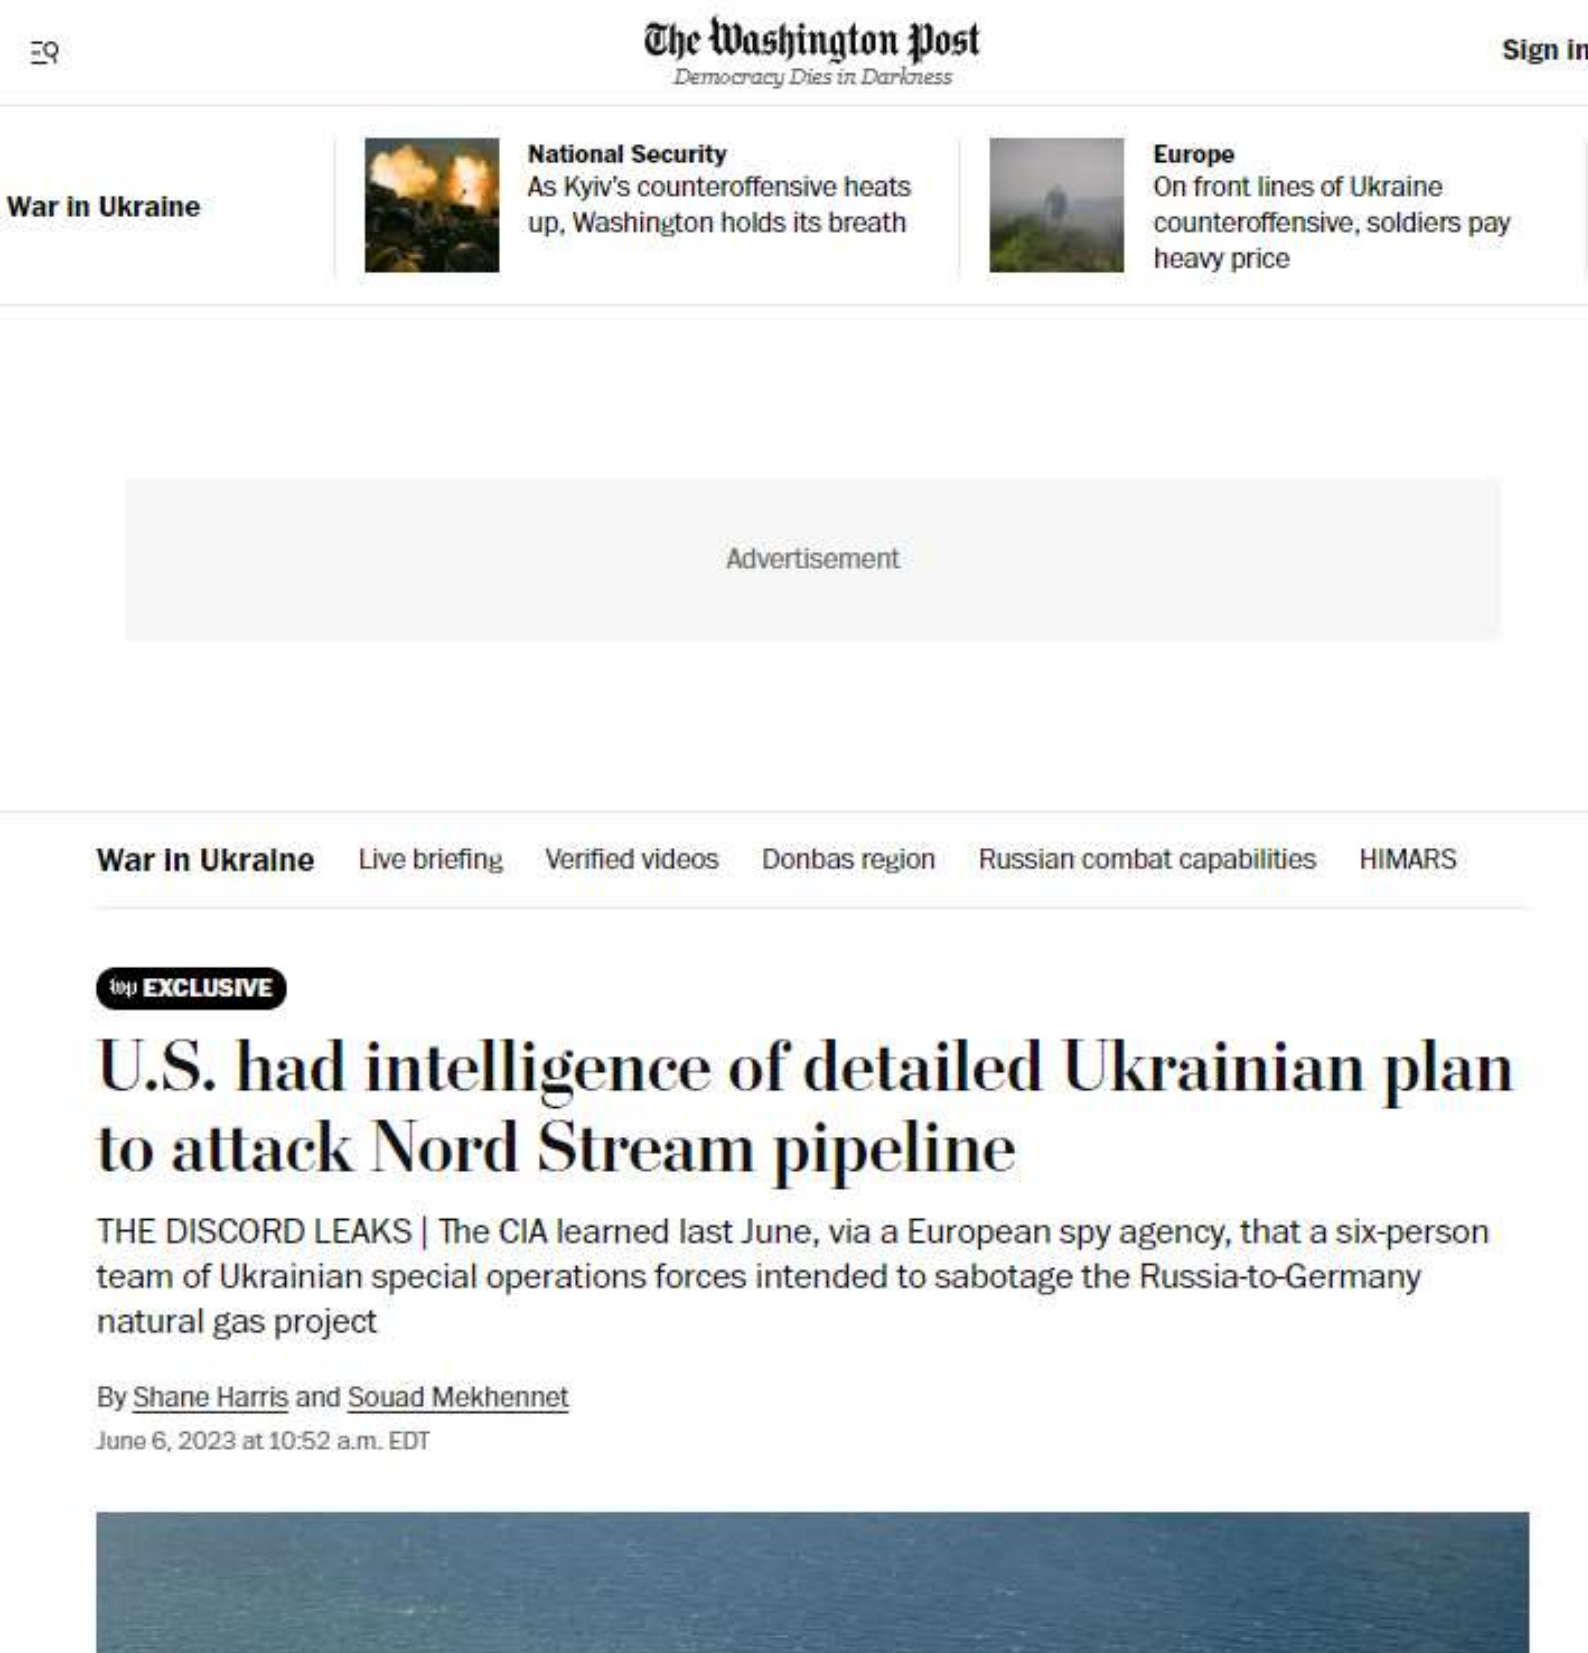 The Washington Post
Democracy Dies in Darkness
Sign in
War in Ukraine
National Security
As Kyiv's counteroffensive heats
up, Washington holds its breath
Europe
On front lines of Ukraine
counteroffensive, soldiers pay
heavy price
Advertisement
War in Ukraine Live briefing Verified videos Donbas region Russian combat capabilities HIMARS
wp EXCLUSIVE
U.S. had intelligence of detailed Ukrainian plan
to attack Nord Stream pipeline
THE DISCORD LEAKS | The CIA learned last June, via a European spy agency, that a six-person
team of Ukrainian special operations forces intended to sabotage the Russia-to-Germany
natural gas project
By Shane Harris and Souad Mekhennet
June 6, 2023 at 10:52 a.m. EDT